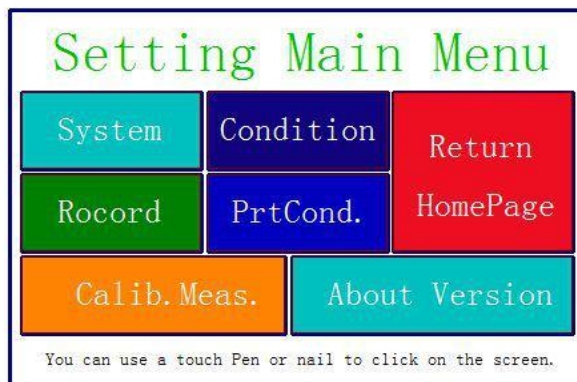 Setting Main Menu
System
Condition
Return
HomePage
Rocord
PrtCond.
Calib.Meas.
About Version
You can use a touch Pen or nail to click on the screen.